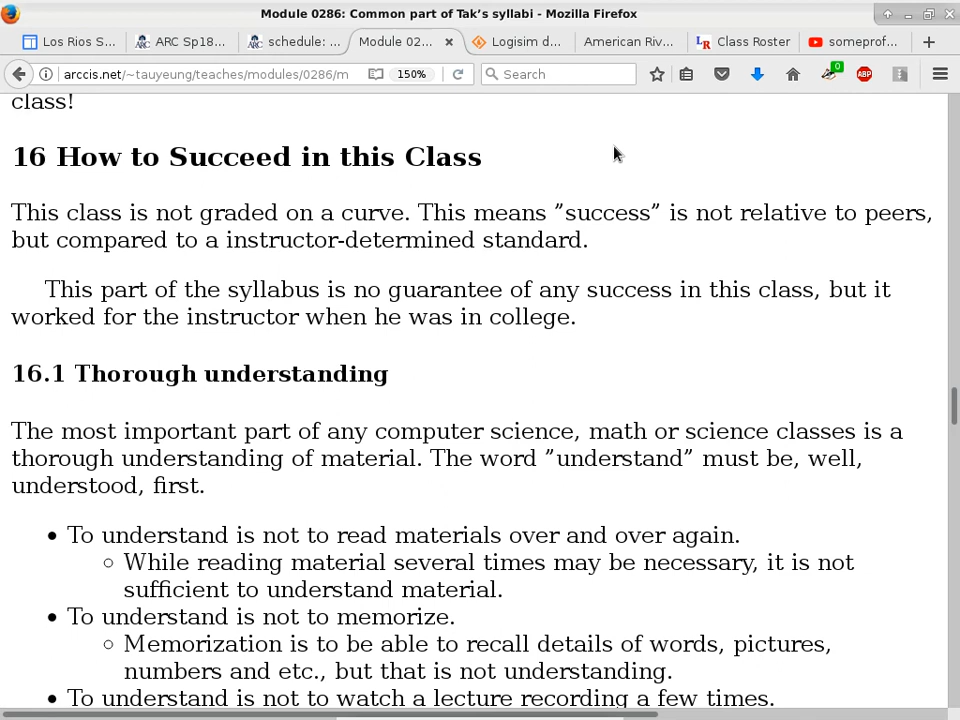 Module 0286: Common part of Tak's syllabi - Mozilla Firefox
Los Rios S...
ARC Sp18...
schedule: ...
Module 02...
Logisim d...
American Riv...
Class Roster
someprof...
arccis.net/~tauyeung/teaches/modules/0286/m
150%
Search
0
ABP
class!
16 How to Succeed in this Class
This class is not graded on a curve. This means ”success” is not relative to peers,
but compared to a instructor-determined standard.
This part of the syllabus is no guarantee of any success in this class, but it
worked for the instructor when he was in college.
16.1 Thorough understanding
The most important part of any computer science, math or science classes is a
thorough understanding of material. The word ”understand” must be, well,
understood, first.
• To understand is not to read materials over and over again.
◦ While reading material several times may be necessary, it is not
sufficient to understand material.
• To understand is not to memorize.
◦ Memorization is to be able to recall details of words, pictures,
numbers and etc., but that is not understanding.
• To understand is not to watch a lecture recording a few times.